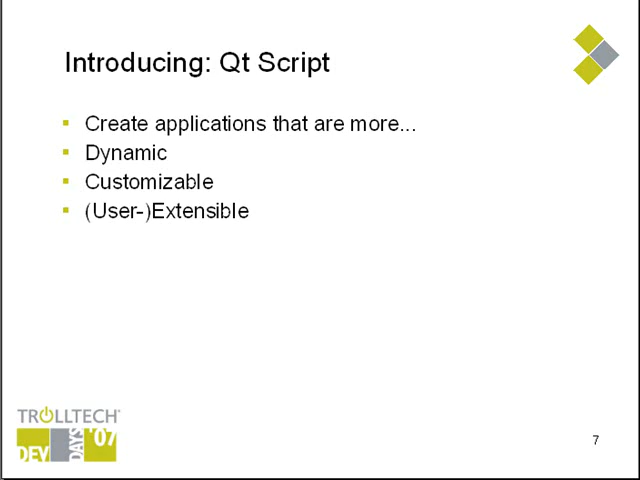 Introducing: Qt Script
Create applications that are more...
Dynamic
Customizable
(User-)Extensible
TROLLTECH
DEV DAYS '07
7